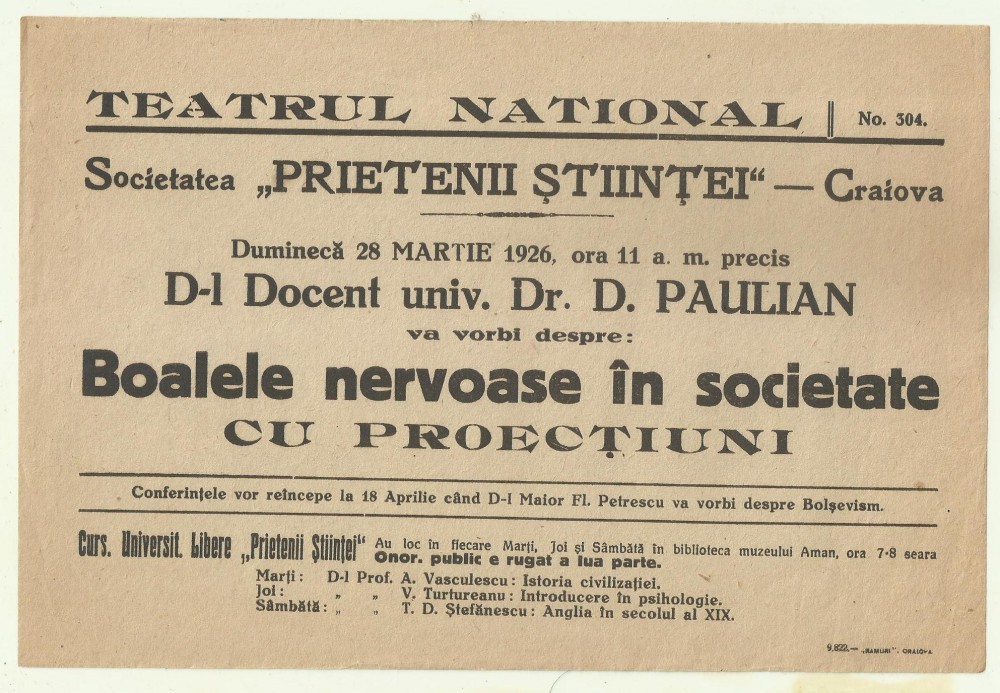 TEATRUL NATIONAL No. 304.
Societatea „PRIETENII ŞTIINŢEI“ — Craiova
Duminecă 28 MARTIE 1926, ora 11 a. m. precis
D-l Docent univ. Dr. D. PAULIAN
va vorbi despre:
Boalele nervoase în societate
CU PROECŢIUNI
Conferinţele vor reîncepe la 18 Aprilie când D-l Maior Fl. Petrescu va vorbi despre Bolşevism.
Curs. Universit. Libere „Prietenii Ştiinţei“ Au loc în fiecare Marţi, Joi şi Sâmbătă în biblioteca muzeului Aman, ora 7-8 seara
Onor. public e rugat a lua parte.
Marţi: D-l Prof. A. Vasculescu: Istoria civilizaţiei.
Joi: „ „ V. Turtureanu: Introducere în psihologie.
Sâmbătă: „ „ T. D. Ştefănescu: Anglia în secolul al XIX.
9.822.— „RAMURI“, CRAIOVA